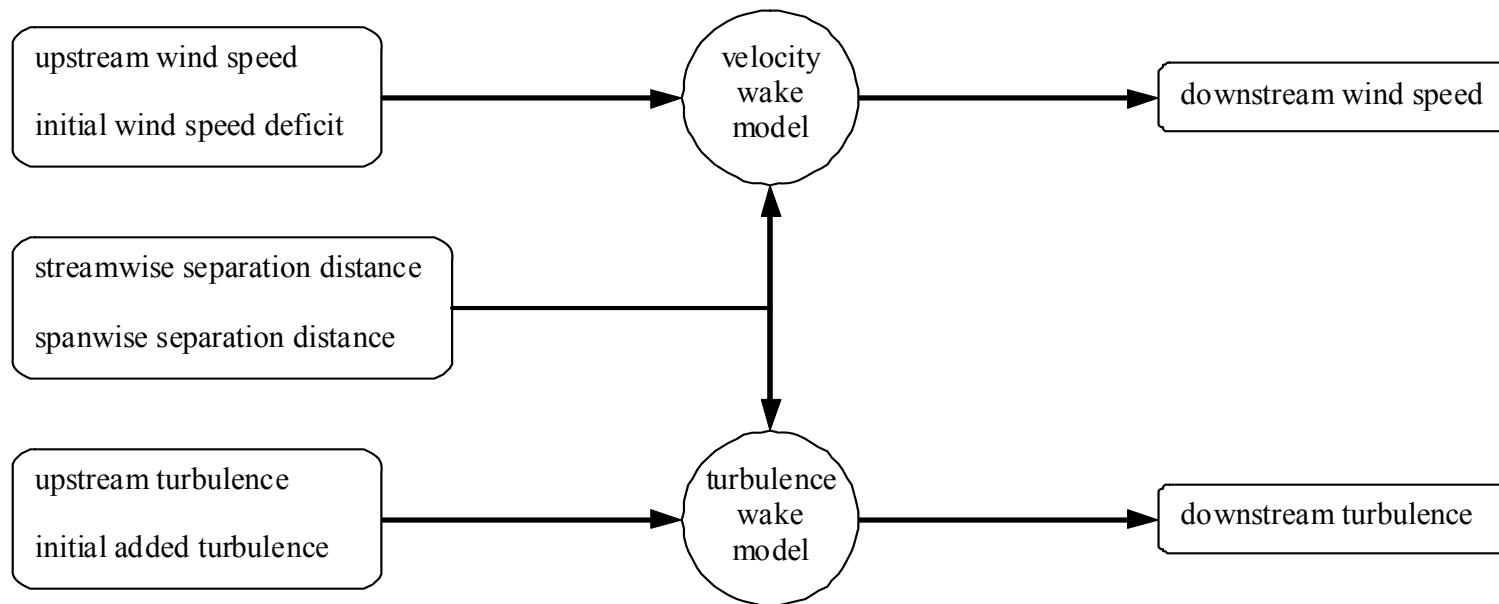 upstream wind speed
initial wind speed deficit
velocity
wake
model
downstream wind speed
streamwise separation distance
spanwise separation distance
upstream turbulence
initial added turbulence
turbulence
wake
model
downstream turbulence